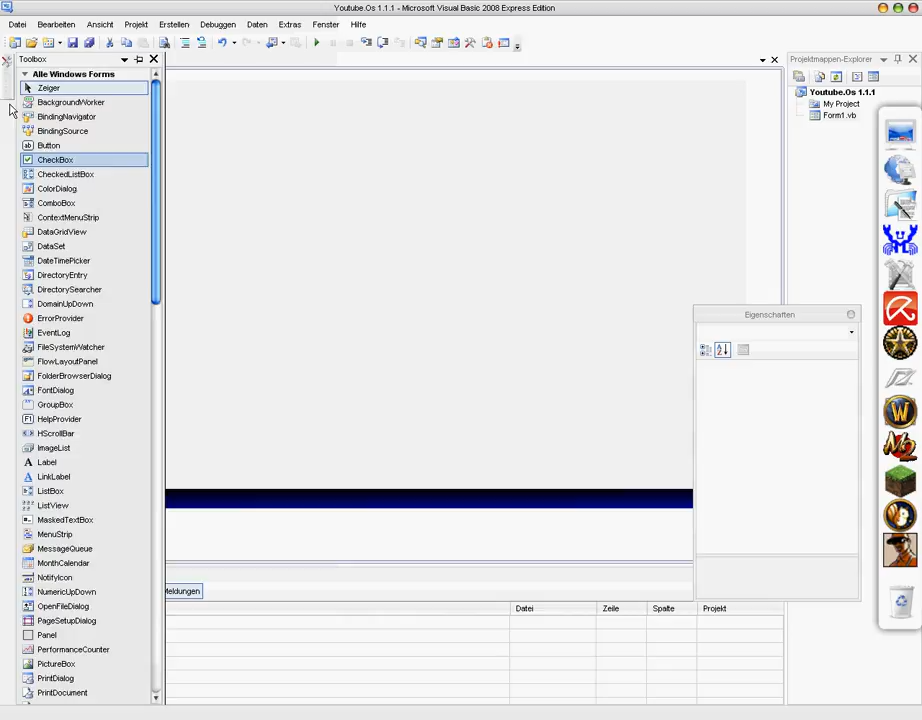 Youtube.Os 1.1.1 - Microsoft Visual Basic 2008 Express Edition
Datei Bearbeiten Ansicht Projekt Erstellen Debuggen Daten Extras Fenster Hilfe
Toolbox
Projektmappen-Explorer
Alle Windows Forms
Zeiger
Youtube.Os 1.1.1
BackgroundWorker
My Project
BindingNavigator
Form1.vb
BindingSource
ab Button
CheckBox
CheckedListBox
ColorDialog
ComboBox
ContextMenuStrip
DataGridView
DataSet
DateTimePicker
DirectoryEntry
DirectorySearcher
DomainUpDown
ErrorProvider
Eigenschaften
EventLog
FileSystemWatcher
FlowLayoutPanel
FolderBrowserDialog
FontDialog
GroupBox
F1 HelpProvider
HScrollBar
ImageList
A Label
A LinkLabel
ListBox
ListView
MaskedTextBox
MenuStrip
MessageQueue
MonthCalendar
NotifyIcon
Meldungen
NumericUpDown
OpenFileDialog
Datei Zeile Spalte Projekt
PageSetupDialog
Panel
PerformanceCounter
PictureBox
PrintDialog
PrintDocument